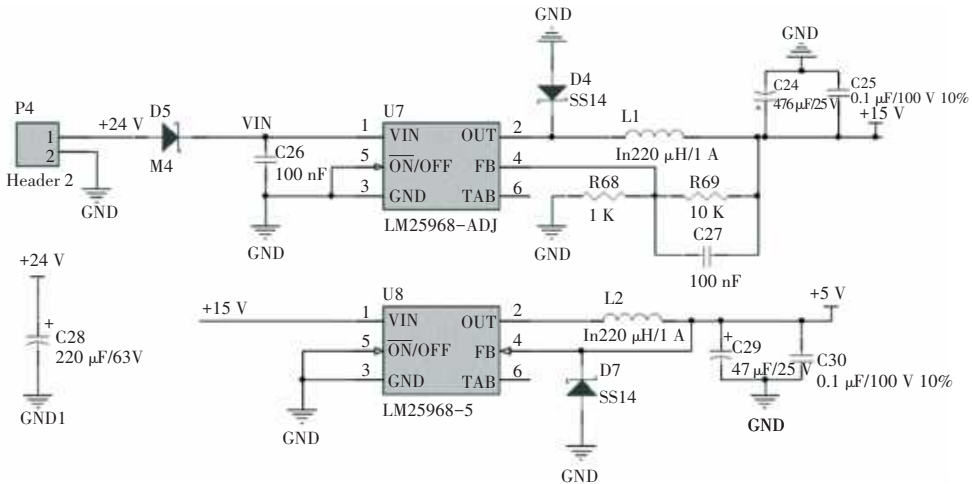 GND
GND
D4
SS14
C24
476 μF/25 V
C25
0.1 μF/100 V 10%
+15 V
P4
1
2
Header 2
+24 V
D5
M4
VIN
GND
C26
100 nF
GND
U7
1
VIN
OUT
2
5
ON/OFF
FB
4
3
GND
TAB
6
LM25968-ADJ
L1
In220 μH/1 A
R68
1 K
GND
R69
10 K
C27
100 nF
+24 V
+
C28
220 μF/63V
GND1
+15 V
U8
1
VIN
OUT
2
5
ON/OFF
FB
4
3
GND
TAB
6
LM25968-5
GND
L2
In220 μH/1 A
D7
SS14
GND
+5 V
+
C29
47 μF/25 V
C30
0.1 μF/100 V 10%
GND